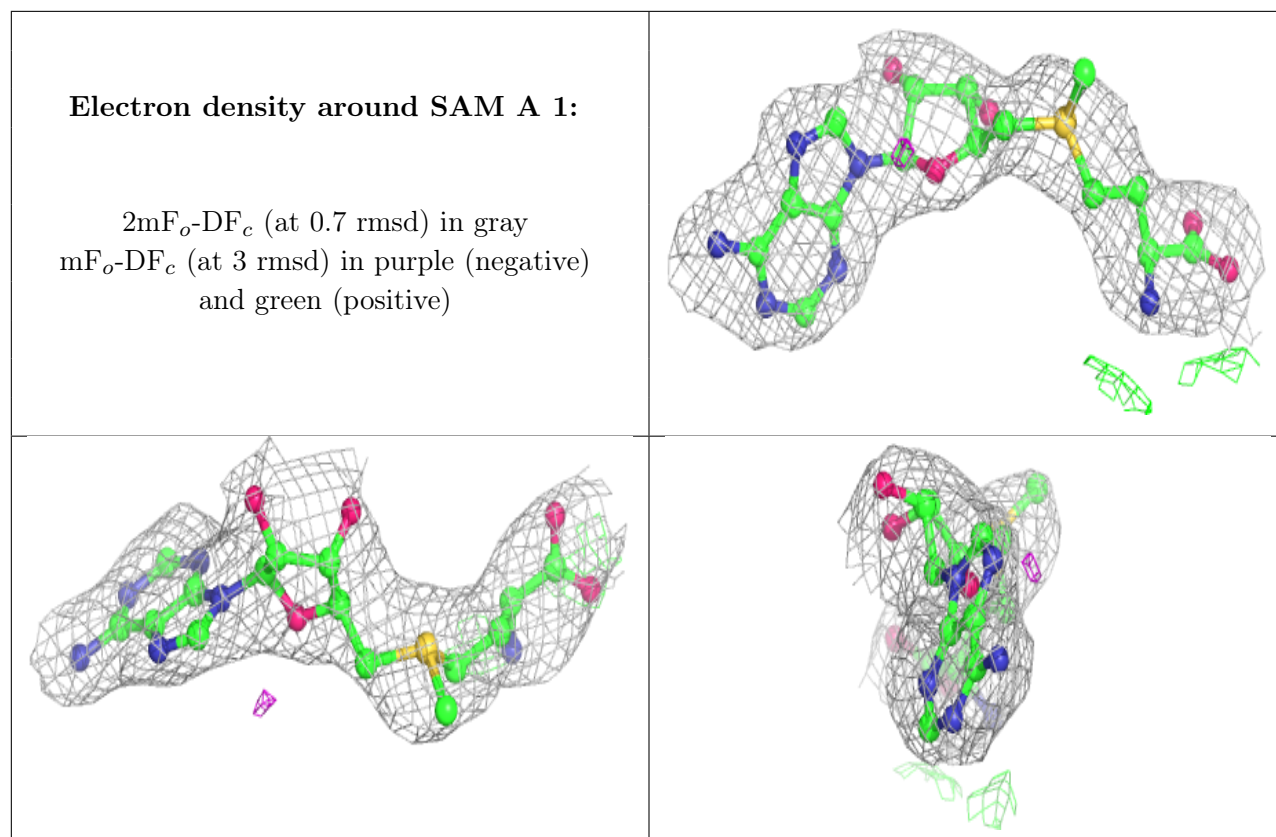 Electron density around SAM A 1:
2mFo-DFc (at 0.7 rmsd) in gray
mFo-DFc (at 3 rmsd) in purple (negative)
and green (positive)